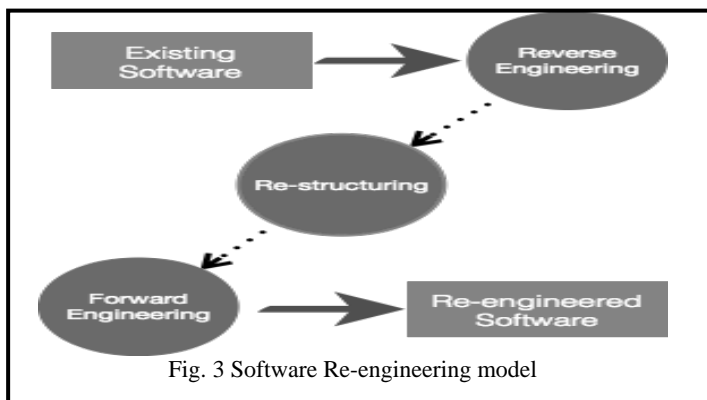 Existing
Software
Reverse
Engineering
Re-structuring
Forward
Engineering
Re-engineered
Software
Fig. 3 Software Re-engineering model